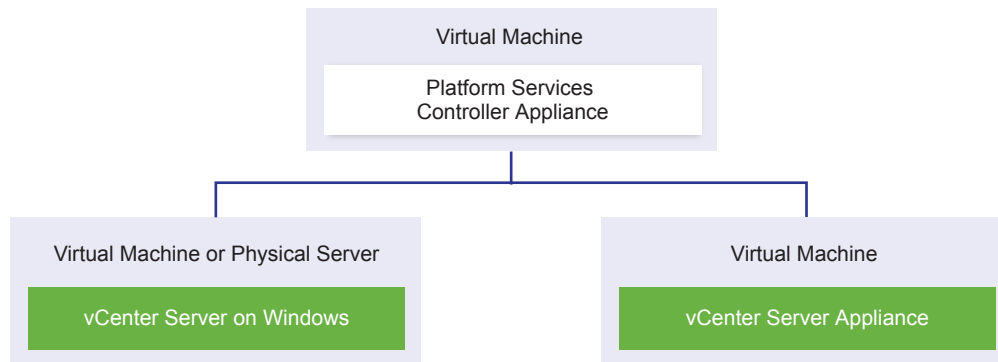 Virtual Machine
Platform Services
Controller Appliance
Virtual Machine or Physical Server
vCenter Server on Windows
Virtual Machine
vCenter Server Appliance